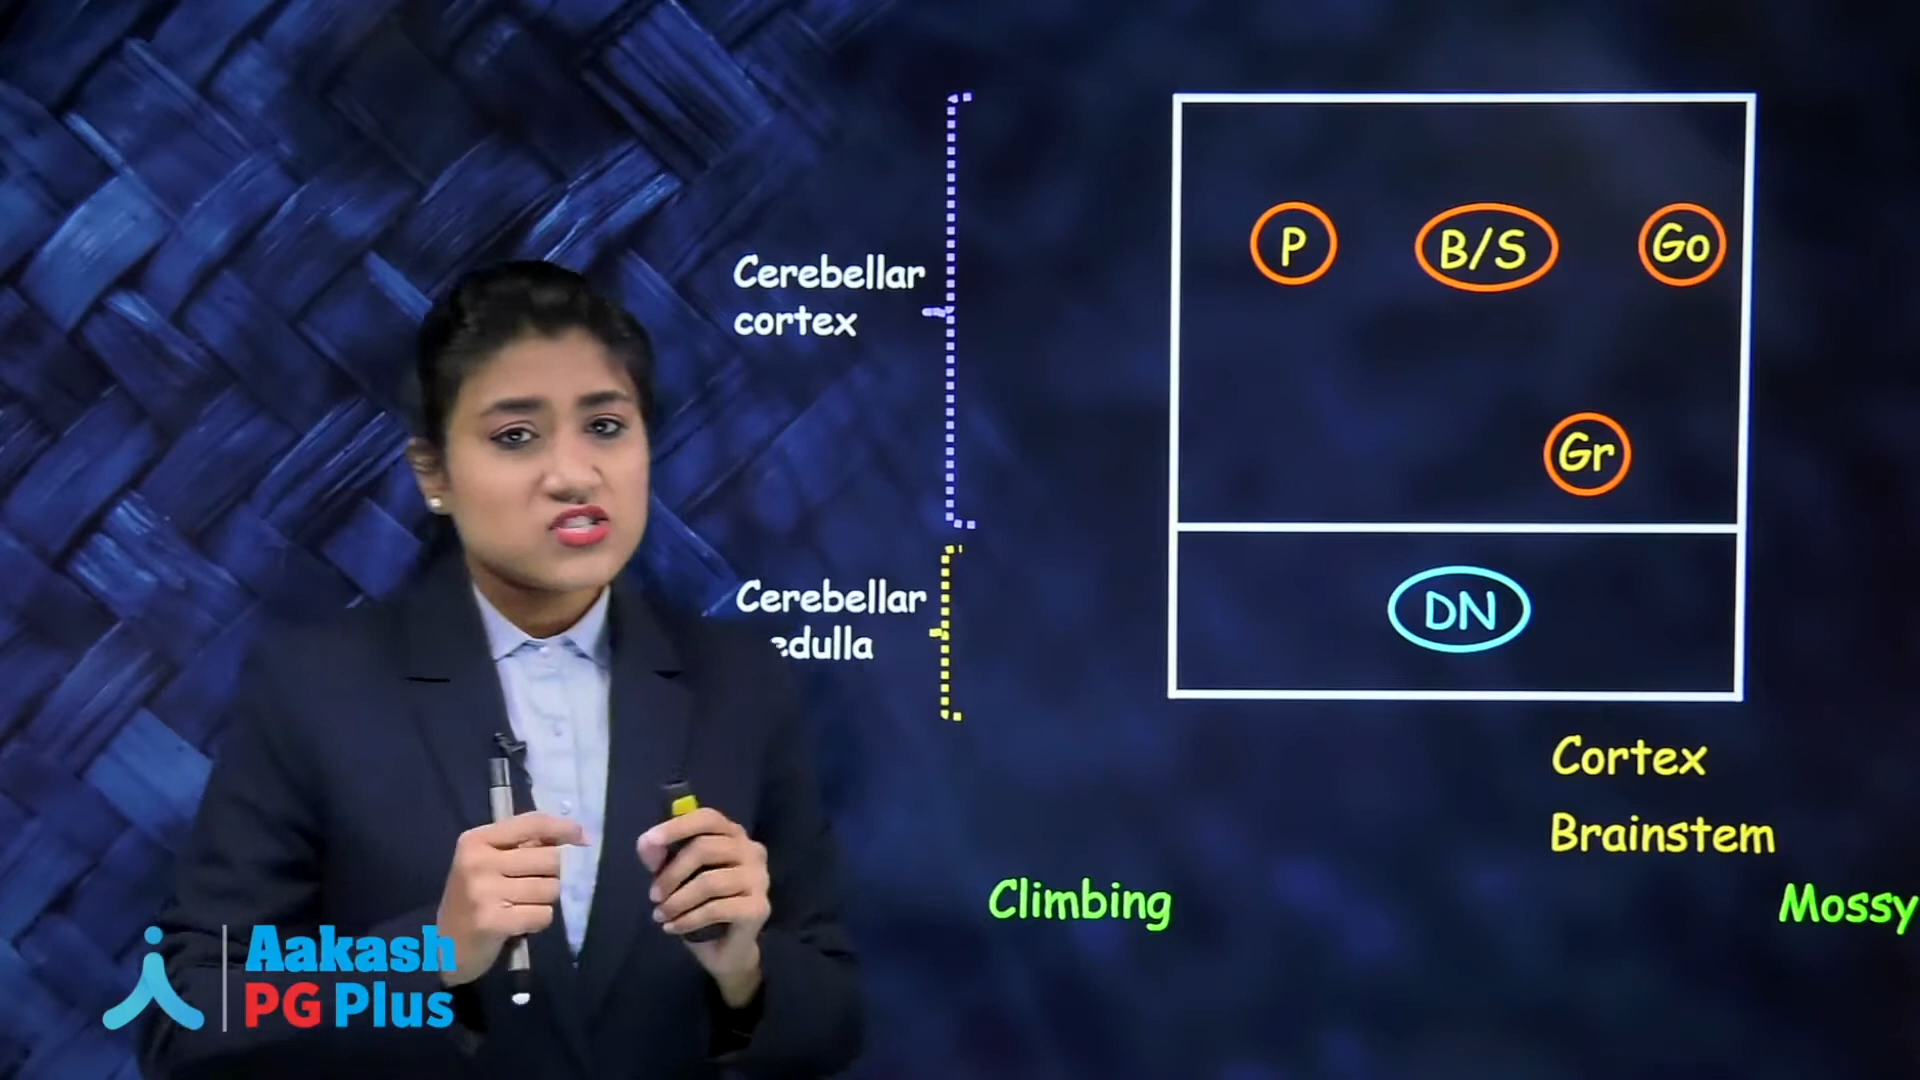 Cerebellar
cortex
P
B/S
Go
Gr
Cerebellar
edulla
DN
Cortex
Brainstem
Climbing
Mossy
Aakash
PG Plus